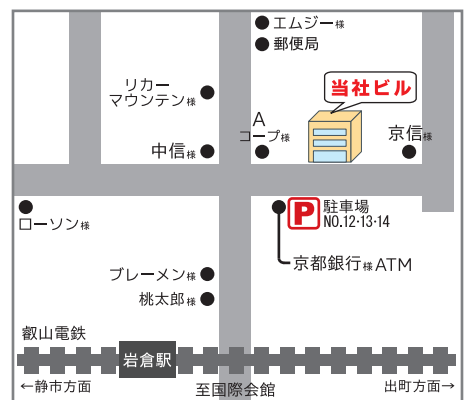 エムジー様
郵便局
リカー
マウンテン様
当社ビル
中信様
A
コープ様
京信様
ローソン様
P
駐車場
NO.12・13・14
京都銀行様ATM
ブレーメン様
桃太郎様
叡山電鉄
岩倉駅
←静市方面
至国際会館
出町方面→